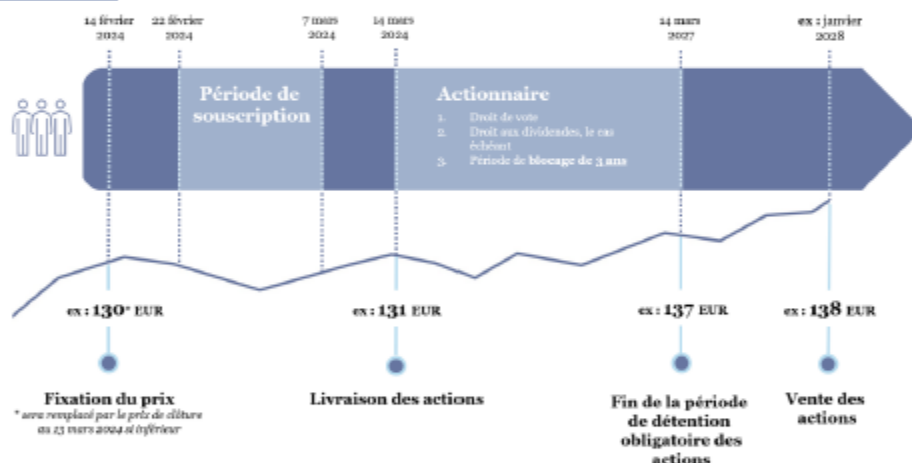 14 février
2024
22 février
2024
7 mars
2024
14 mars
2024
14 mars
2027
ex : janvier
2028
Période de
souscription
Actionnaire
1. Droit de vote
2. Droit aux dividendes, le cas
échéant
3. Période de blocage de 3 ans
ex : 130* EUR
ex : 131 EUR
ex : 137 EUR
ex : 138 EUR
Fixation du prix
* sera remplacé par le prix de clôture
au 13 mars 2024 si inférieur
Livraison des actions
Fin de la période
de détention
obligatoire des
actions
Vente des
actions